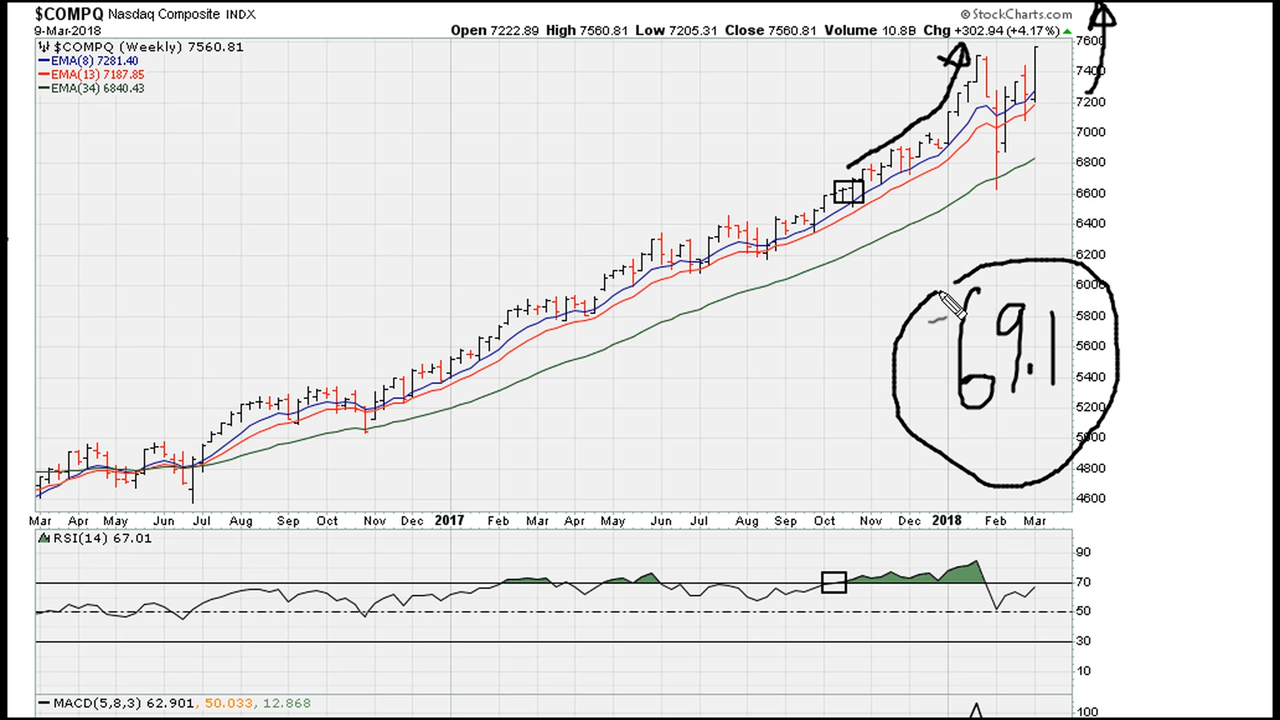 $COMPQ Nasdaq Composite INDX © StockCharts.com
9-Mar-2018 Open 7222.89 High 7560.81 Low 7205.31 Close 7560.81 Volume 10.8B Chg +302.94 (+4.17%)
$COMPQ (Weekly) 7560.81
EMA(8) 7281.40
EMA(13) 7187.85
EMA(34) 6840.43
7600
7400
7200
7000
6800
6600
6400
6200
6000
5800
5600
5400
5200
5000
4800
4600
69.1
Mar Apr May Jun Jul Aug Sep Oct Nov Dec 2017 Feb Mar Apr May Jun Jul Aug Sep Oct Nov Dec 2018 Feb Mar
RSI(14) 67.01
90
70
50
30
10
MACD(5,8,3) 62.901, 50.033, 12.868
100